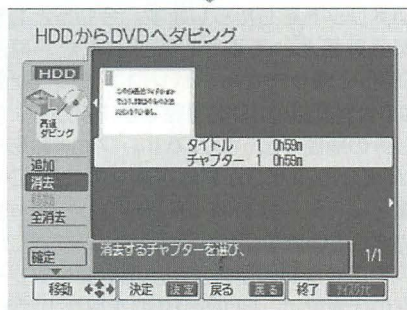 HDDからDVDへダビング
HDD
高速
ダビング
タイトル 1 0h59m
チャプター 1 0h59m
追加
消去
移動
全消去
確定
消去するチャプターを選び、
1/1
移動 決定 決定 戻る 戻る 終了